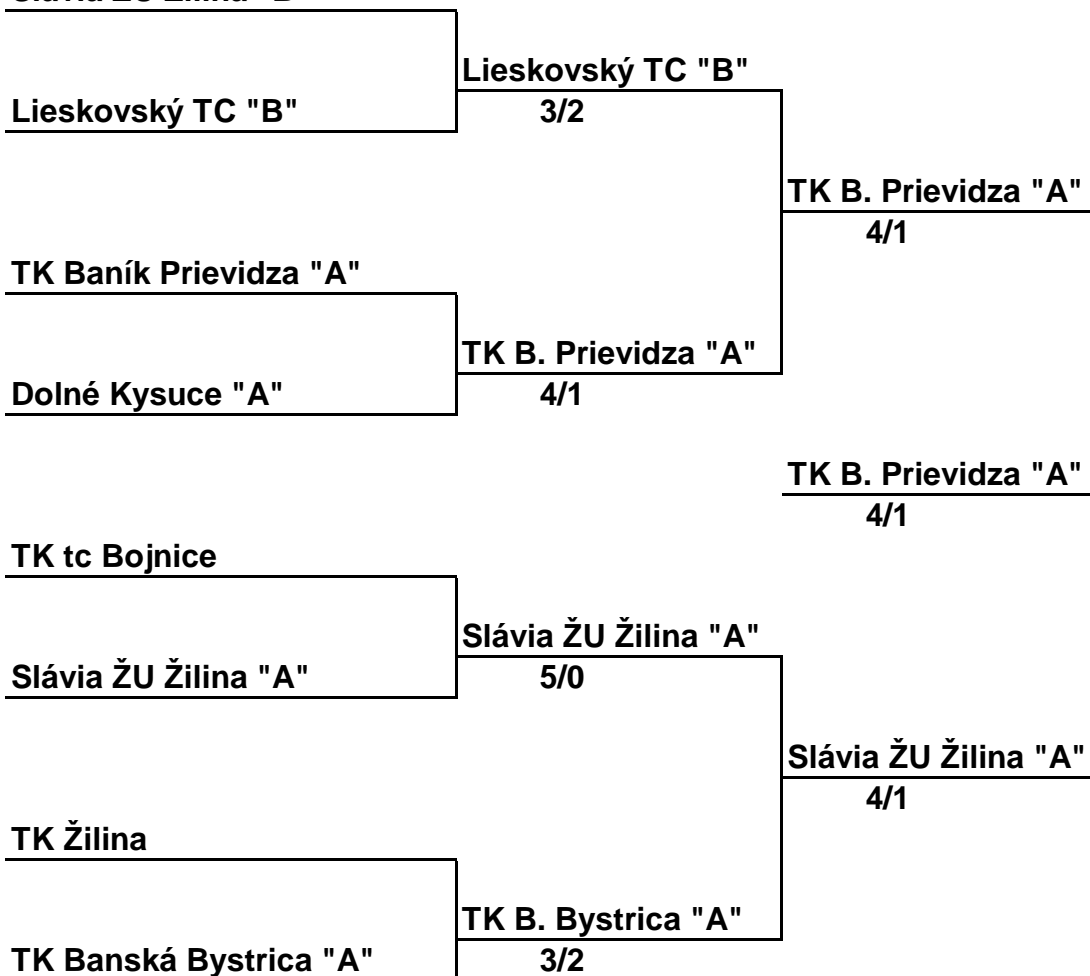 Lieskovský TC "B"
Lieskovský TC "B"
3/2
TK B. Prievidza "A"
4/1
TK Baník Prievidza "A"
TK B. Prievidza "A"
Dolné Kysuce "A"
4/1
TK B. Prievidza "A"
4/1
TK tc Bojnice
Slávia ŽU Žilina "A"
Slávia ŽU Žilina "A"
5/0
Slávia ŽU Žilina "A"
4/1
TK Žilina
TK B. Bystrica "A"
TK Banská Bystrica "A"
3/2